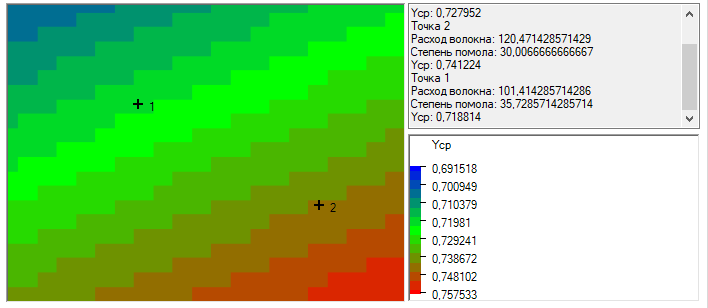 1
2
Yср: 0,727952
Точка 2
Расход волокна: 120,471428571429
Степень помола: 30,0066666666667
Yср: 0,741224
Точка 1
Расход волокна: 101,414285714286
Степень помола: 35,7285714285714
Yср: 0,718814
Yср
0,691518
0,700949
0,710379
0,71981
0,729241
0,738672
0,748102
0,757533